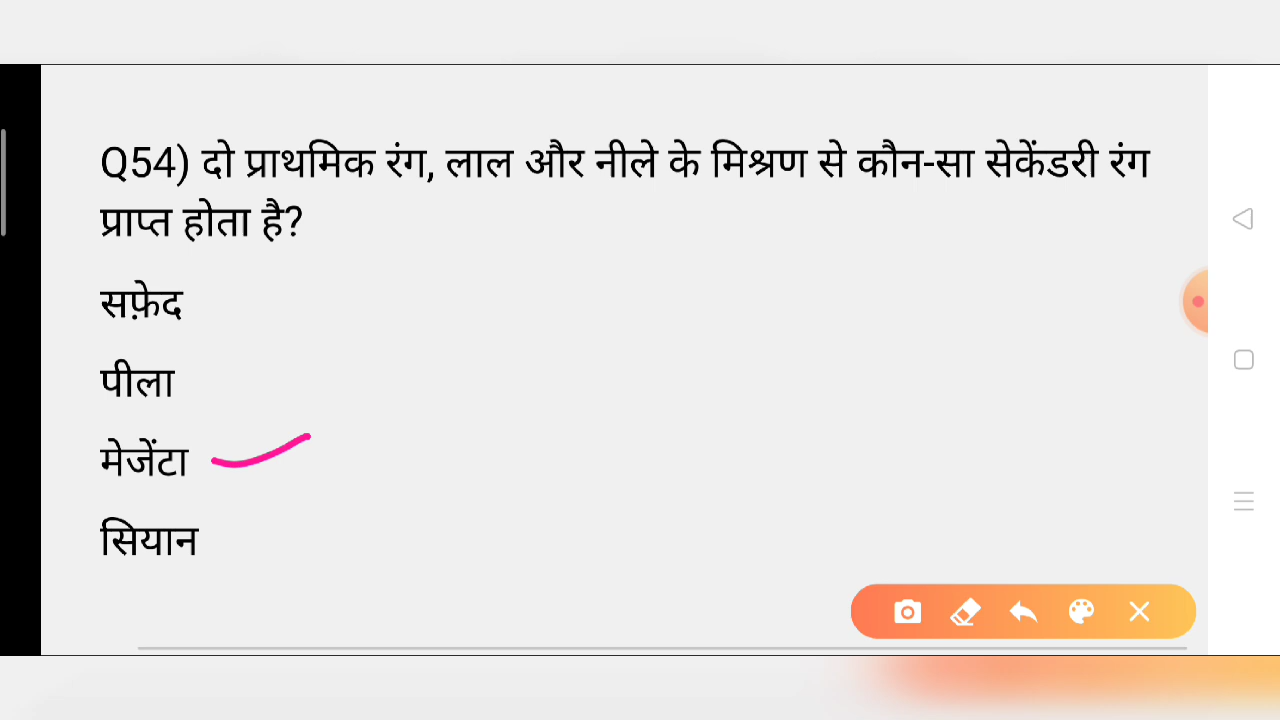 Q54) दो प्राथमिक रंग, लाल और नीले के मिश्रण से कौन-सा सेकेंडरी रंग
प्राप्त होता है?
सफ़ेद
पीला
मेजेंटा
सियान